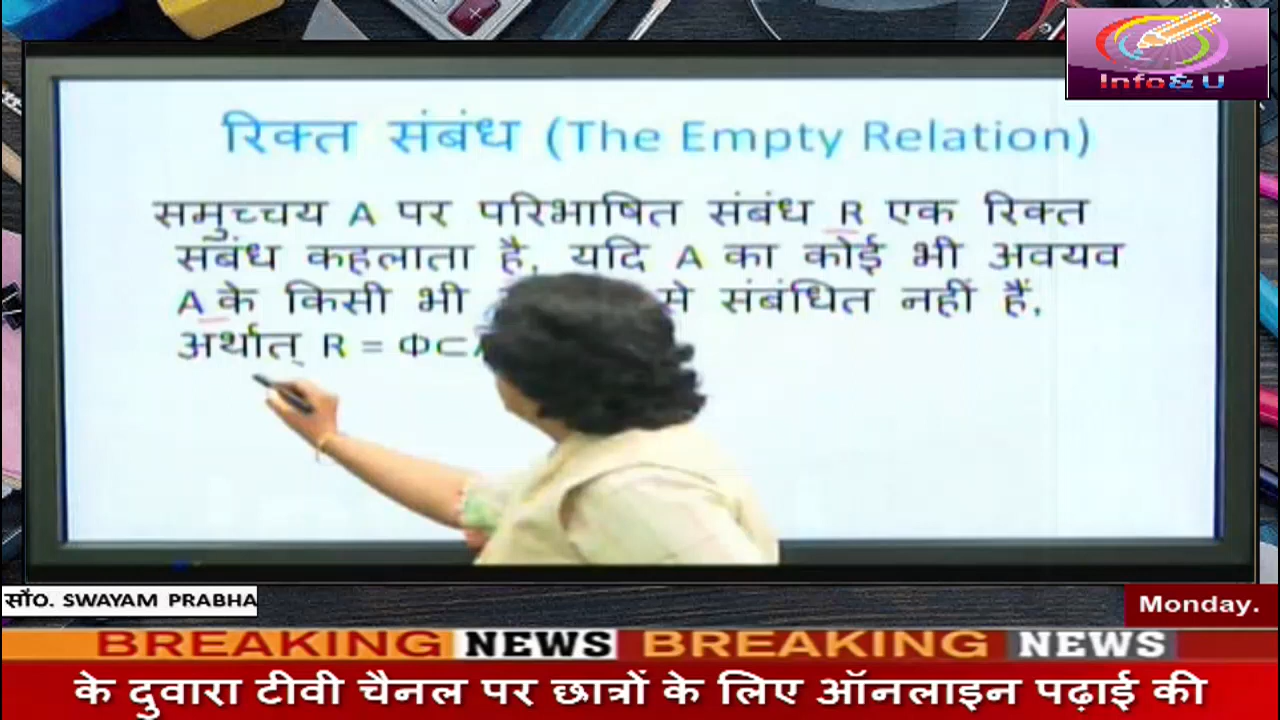 Info& U
रिक्त संबंध (The Empty Relation)
समुच्चय A पर परिभाषित संबंध R एक रिक्त
संबंध कहलाता है, यदि A का कोई भी अवयव
A के किसी भी से संबंधित नहीं है,
अर्थात् R = Φ⊂
सौ0. SWAYAM PRABHA
Monday.
BREAKING NEWS BREAKING NEWS
के दुवारा टीवी चैनल पर छात्रों के लिए ऑनलाइन पढ़ाई की